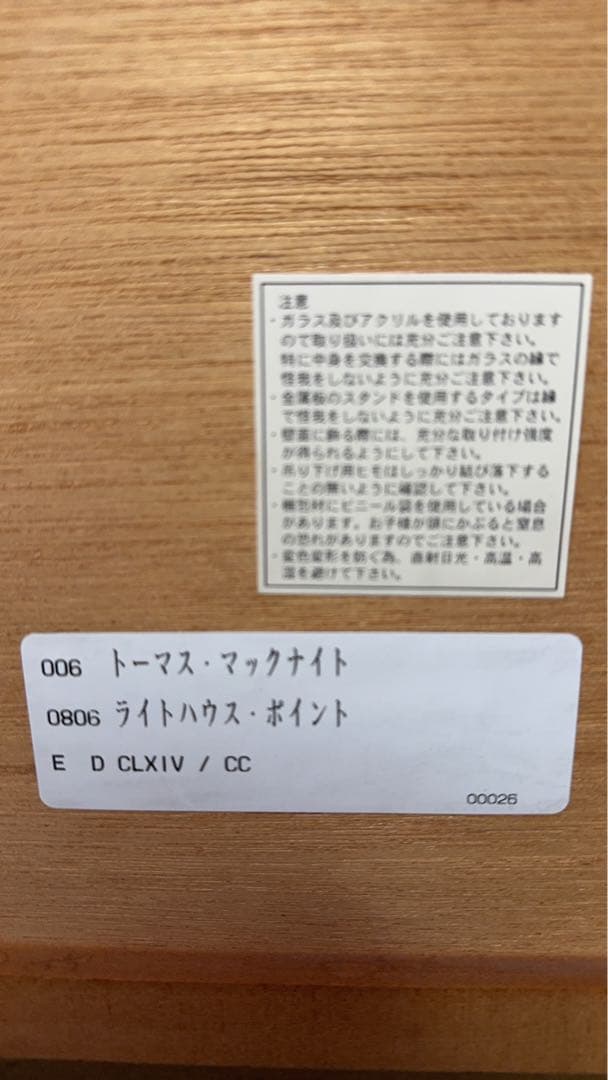 注意
・ガラス及びアクリルを使用しております
ので取り扱いには充分ご注意下さい。
特に中身を交換する際にはガラスの縁で
怪我をしないように充分ご注意下さい。
・金属板のスタンドを使用するタイプは縁
で怪我をしないように充分ご注意下さい。
・壁面に飾る際には、充分な取り付け強度
が得られるようにして下さい。
・吊り下げ用ヒモはしっかり結び落下する
ことの無いように確認して下さい。
・梱包材にビニール袋を使用している場合
があります。お子様が頭にかぶると窒息
の恐れがありますのでご注意下さい。
・変色変形を防ぐ為、直射日光・高温・高
湿を避けて下さい。
006 トーマス・マックナイト
0806 ライトハウス・ポイント
E D CLXIV / CC
00026